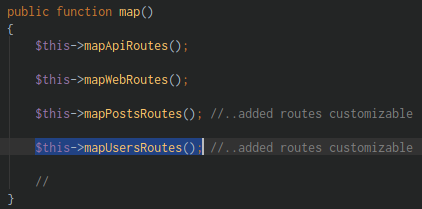 public function map()
{
$this->mapApiRoutes();
$this->mapWebRoutes();
$this->mapPostsRoutes(); //..added routes customizable
$this->mapUsersRoutes(); //..added routes customizable
//
}